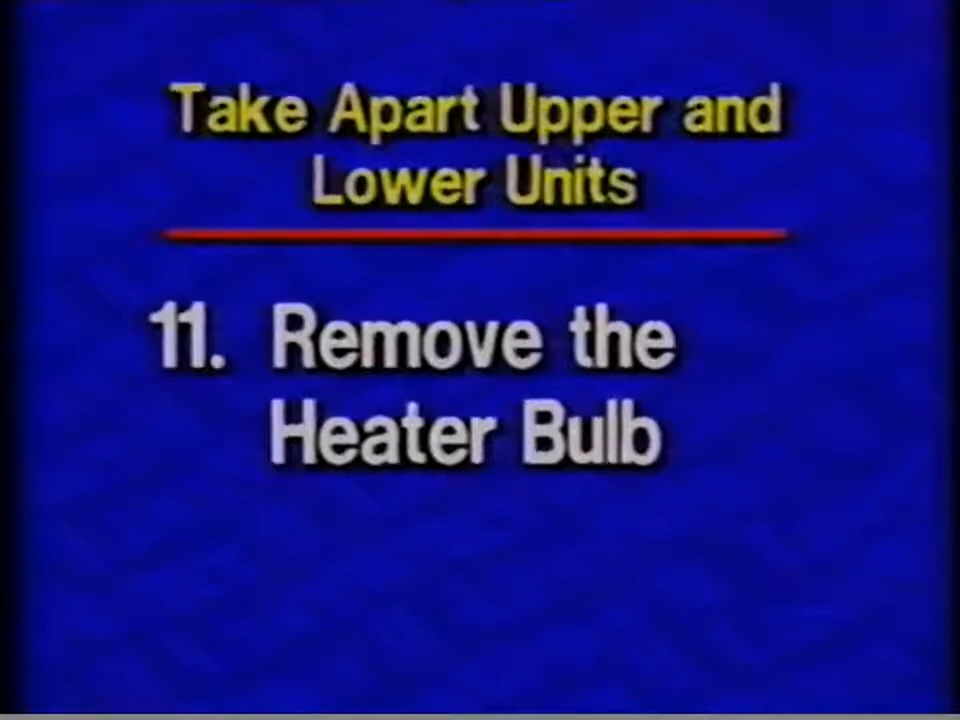 Take Apart Upper and
Lower Units
11. Remove the
Heater Bulb